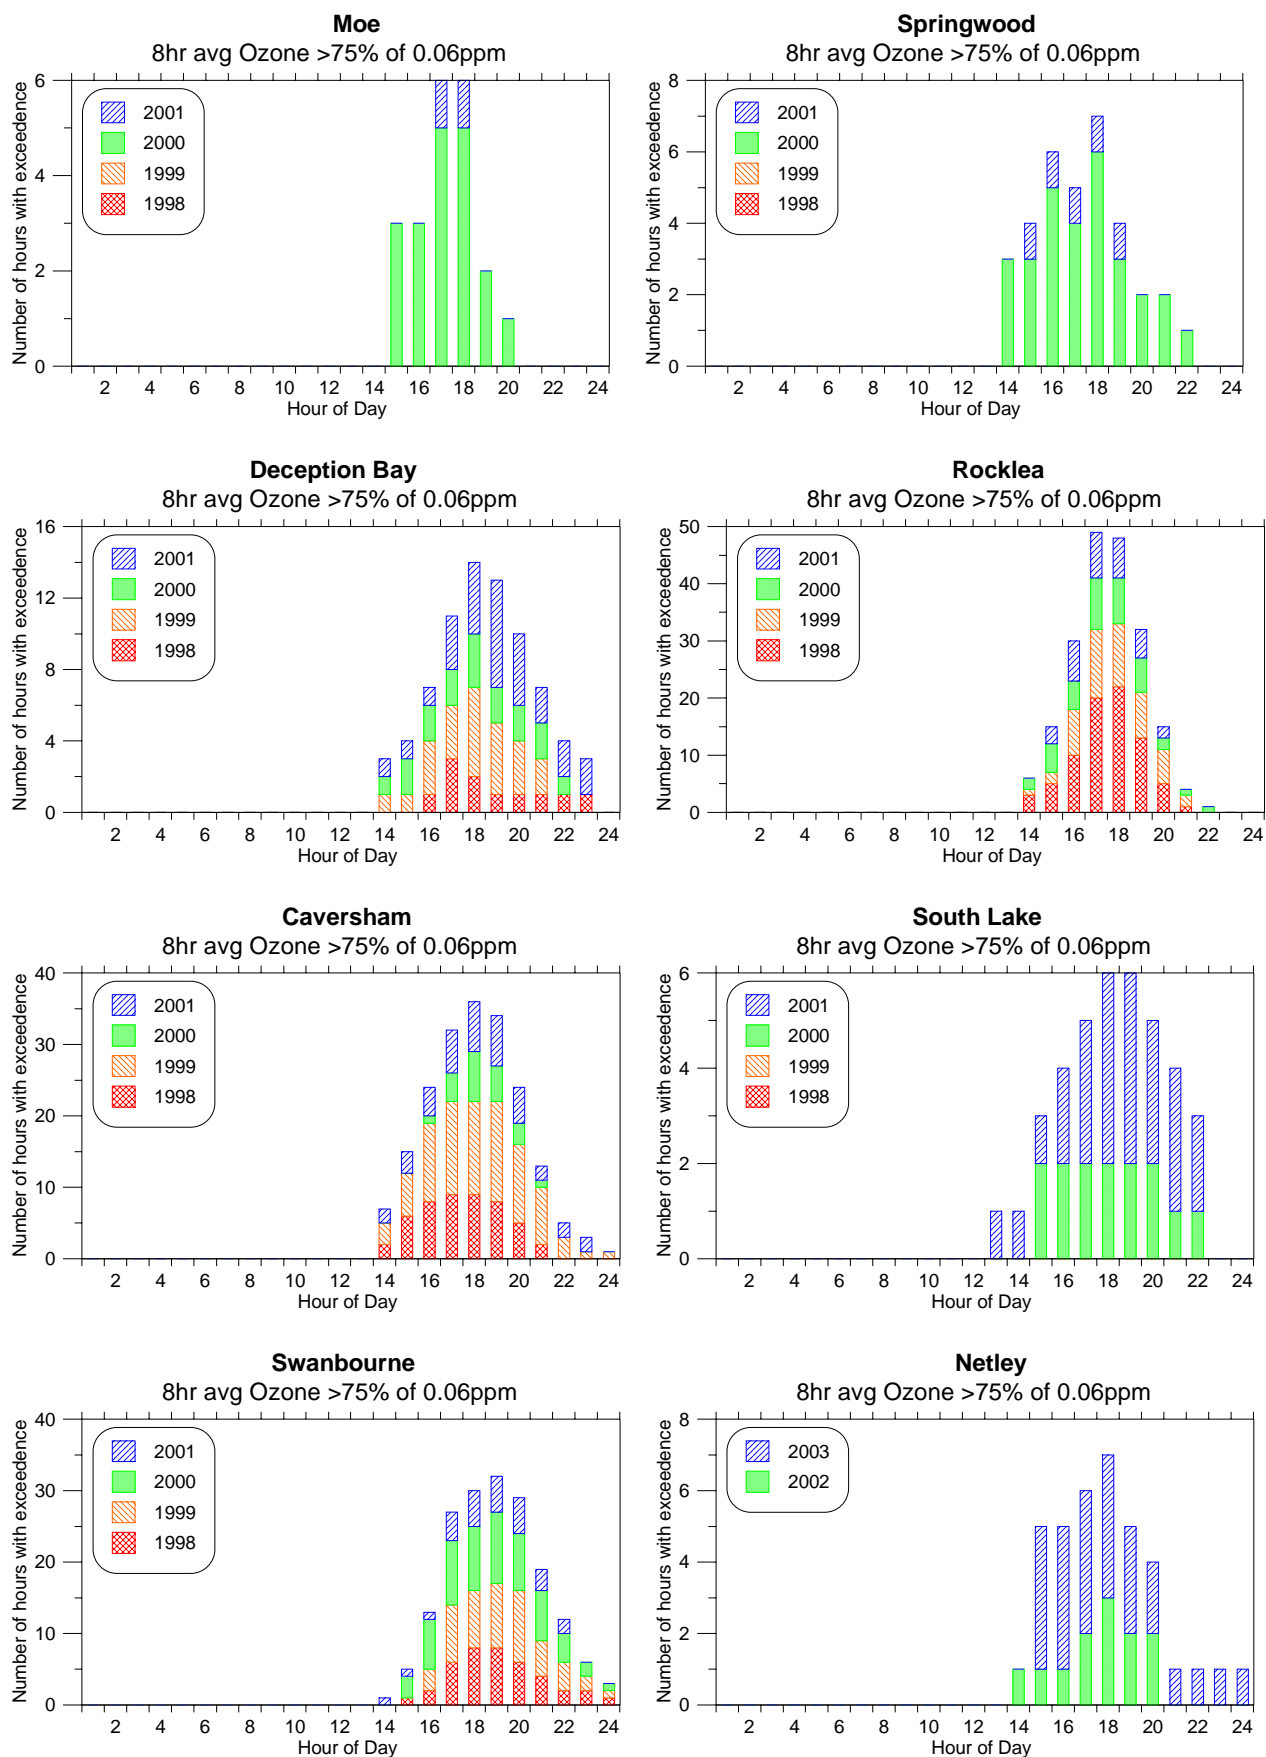 Moe
8hr avg Ozone >75% of 0.06ppm
Number of hours with exceedence
6
4
2
0
2001
2000
1999
1998
2 4 6 8 10 12 14 16 18 20 22 24
Hour of Day
Springwood
8hr avg Ozone >75% of 0.06ppm
Number of hours with exceedence
8
6
4
2
0
2001
2000
1999
1998
2 4 6 8 10 12 14 16 18 20 22 24
Hour of Day
Deception Bay
8hr avg Ozone >75% of 0.06ppm
Number of hours with exceedence
16
12
8
4
0
2001
2000
1999
1998
2 4 6 8 10 12 14 16 18 20 22 24
Hour of Day
Rocklea
8hr avg Ozone >75% of 0.06ppm
Number of hours with exceedence
50
40
30
20
10
0
2001
2000
1999
1998
2 4 6 8 10 12 14 16 18 20 22 24
Hour of Day
Caversham
8hr avg Ozone >75% of 0.06ppm
Number of hours with exceedence
40
30
20
10
0
2001
2000
1999
1998
2 4 6 8 10 12 14 16 18 20 22 24
Hour of Day
South Lake
8hr avg Ozone >75% of 0.06ppm
Number of hours with exceedence
6
4
2
0
2001
2000
1999
1998
2 4 6 8 10 12 14 16 18 20 22 24
Hour of Day
Swanbourne
8hr avg Ozone >75% of 0.06ppm
Number of hours with exceedence
40
30
20
10
0
2001
2000
1999
1998
2 4 6 8 10 12 14 16 18 20 22 24
Hour of Day
Netley
8hr avg Ozone >75% of 0.06ppm
Number of hours with exceedence
8
6
4
2
0
2003
2002
2 4 6 8 10 12 14 16 18 20 22 24
Hour of Day